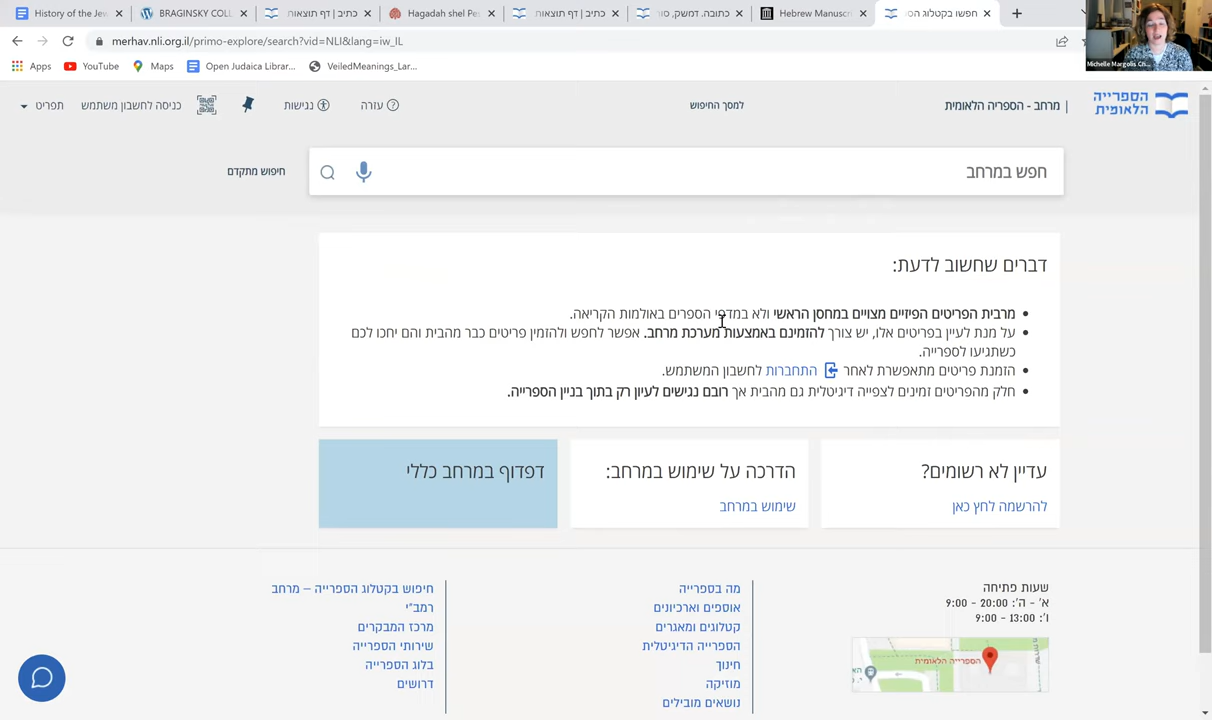 History of the Jew
BRAGINSKY COLL
כתיב | דף תוצאות
Hagadah shel Pe
כתיב | דף תוצאות
כתובה. דמשק, סור
Hebrew Manuscri
חפשו בקטלוג הס
merhav.nli.org.il/primo-explore/search?vid=NLI&lang=iw_IL
Apps
YouTube
Maps
Open Judaica Librar...
VeiledMeanings_Lar...
Michelle Margolis Ch...
הספרייה
הלאומית
| מרחב - הספריה הלאומית
למסך החיפוש
עזרה
נגישות
כניסה לחשבון משתמש
תפריט
חפש במרחב
חיפוש מתקדם
דברים שחשוב לדעת:
מרבית הפריטים הפיזיים מצויים במחסן הראשי ולא במדפי הספרים באולמות הקריאה.
על מנת לעיין בפריטים אלו, יש צורך להזמינם באמצעות מערכת מרחב. אפשר לחפש ולהזמין פריטים כבר מהבית והם יחכו לכם
כשתגיעו לספרייה.
הזמנת פריטים מתאפשרת לאחר התחברות לחשבון המשתמש.
חלק מהפריטים זמינים לצפייה דיגיטלית גם מהבית אך רובם נגישים לעיון רק בתוך בניין הספרייה.
עדיין לא רשומים?
להרשמה לחץ כאן
הדרכה על שימוש במרחב:
שימוש במרחב
דפדוף במרחב כללי
שעות פתיחה
א' - ה': 20:00 - 9:00
ו': 13:00 - 9:00
הספרייה הלאומית
מה בספרייה
אוספים וארכיונים
קטלוגים ומאגרים
הספרייה הדיגיטלית
חינוך
מוזיקה
נושאים מובילים
חיפוש בקטלוג הספרייה – מרחב
רמב"י
מרכז המבקרים
שירותי הספרייה
בלוג הספרייה
דרושים